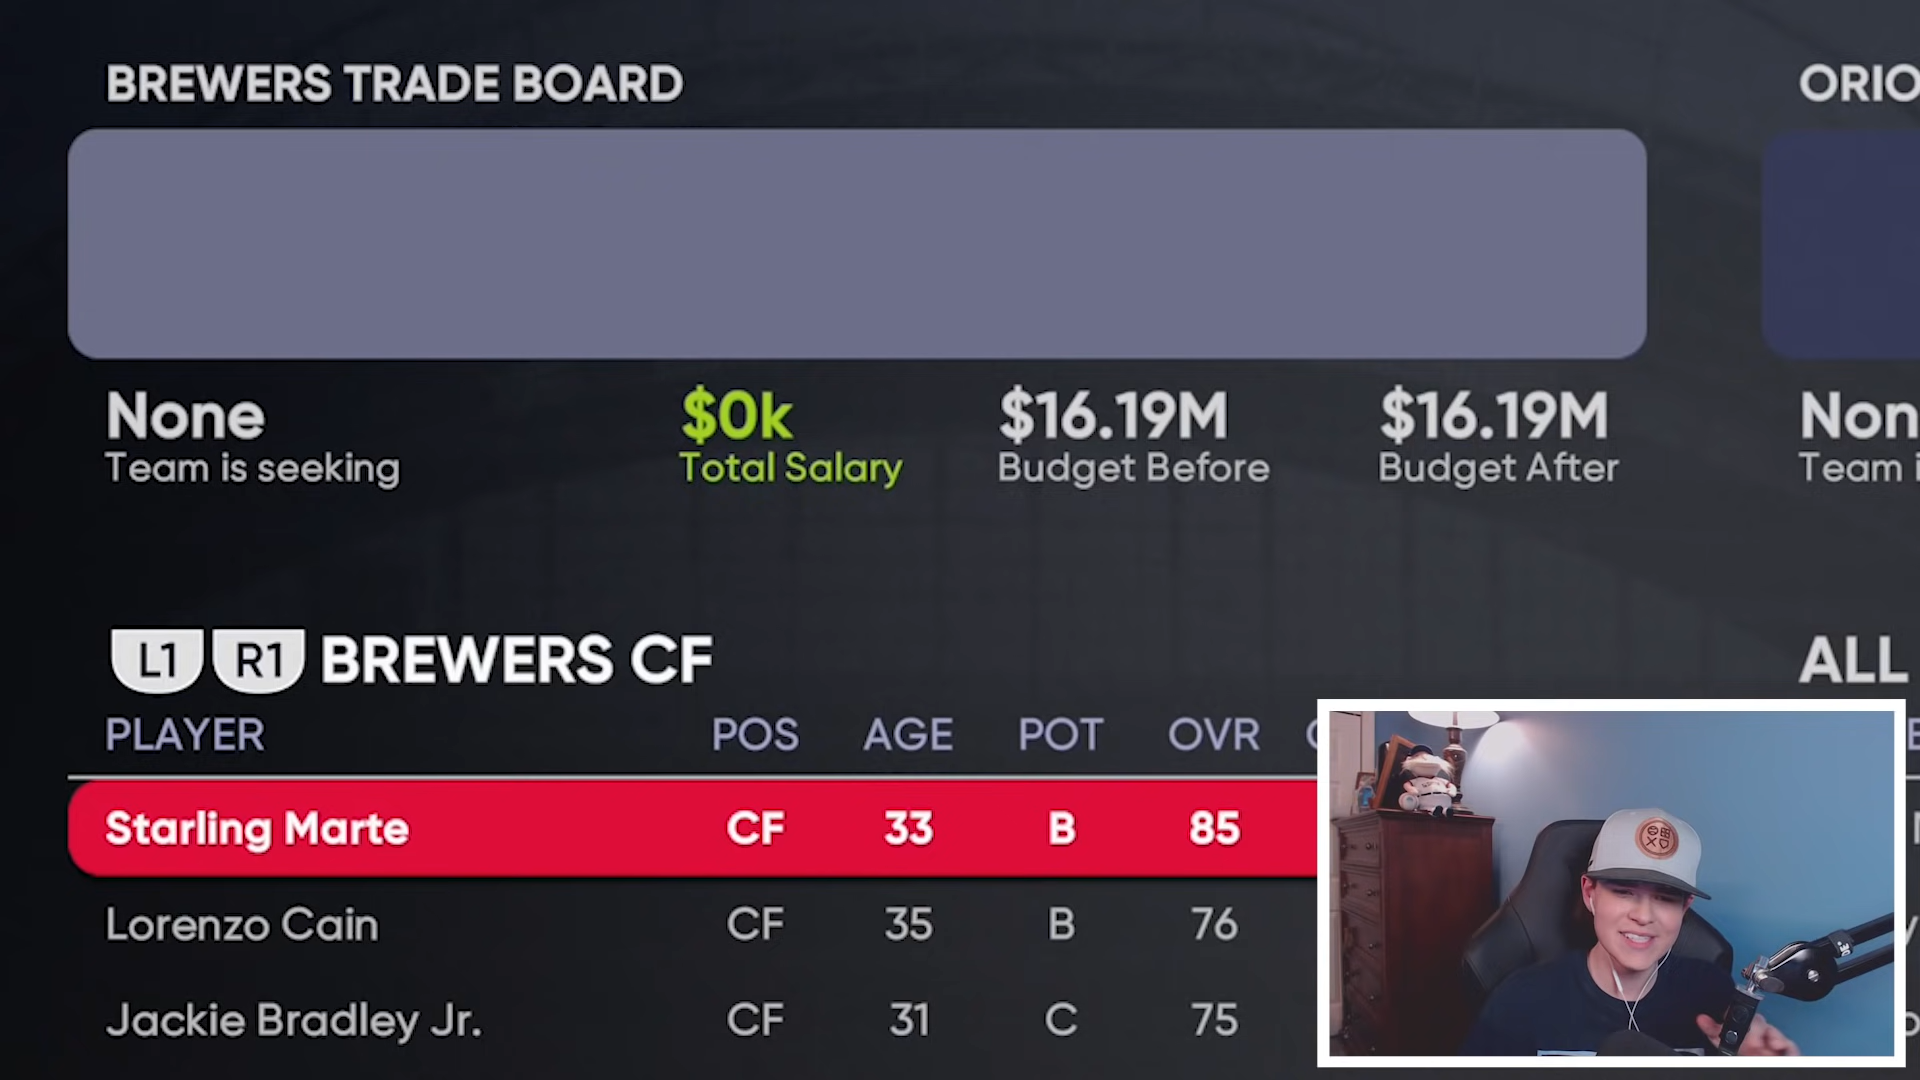 BREWERS TRADE BOARD
ORIO
None
Team is seeking
$0k
Total Salary
$16.19M
Budget Before
$16.19M
Budget After
Non
Team i
L1 R1 BREWERS CF
ALL
PLAYER POS AGE POT OVR
Starling Marte CF 33 B 85
Lorenzo Cain CF 35 B 76
Jackie Bradley Jr. CF 31 C 75